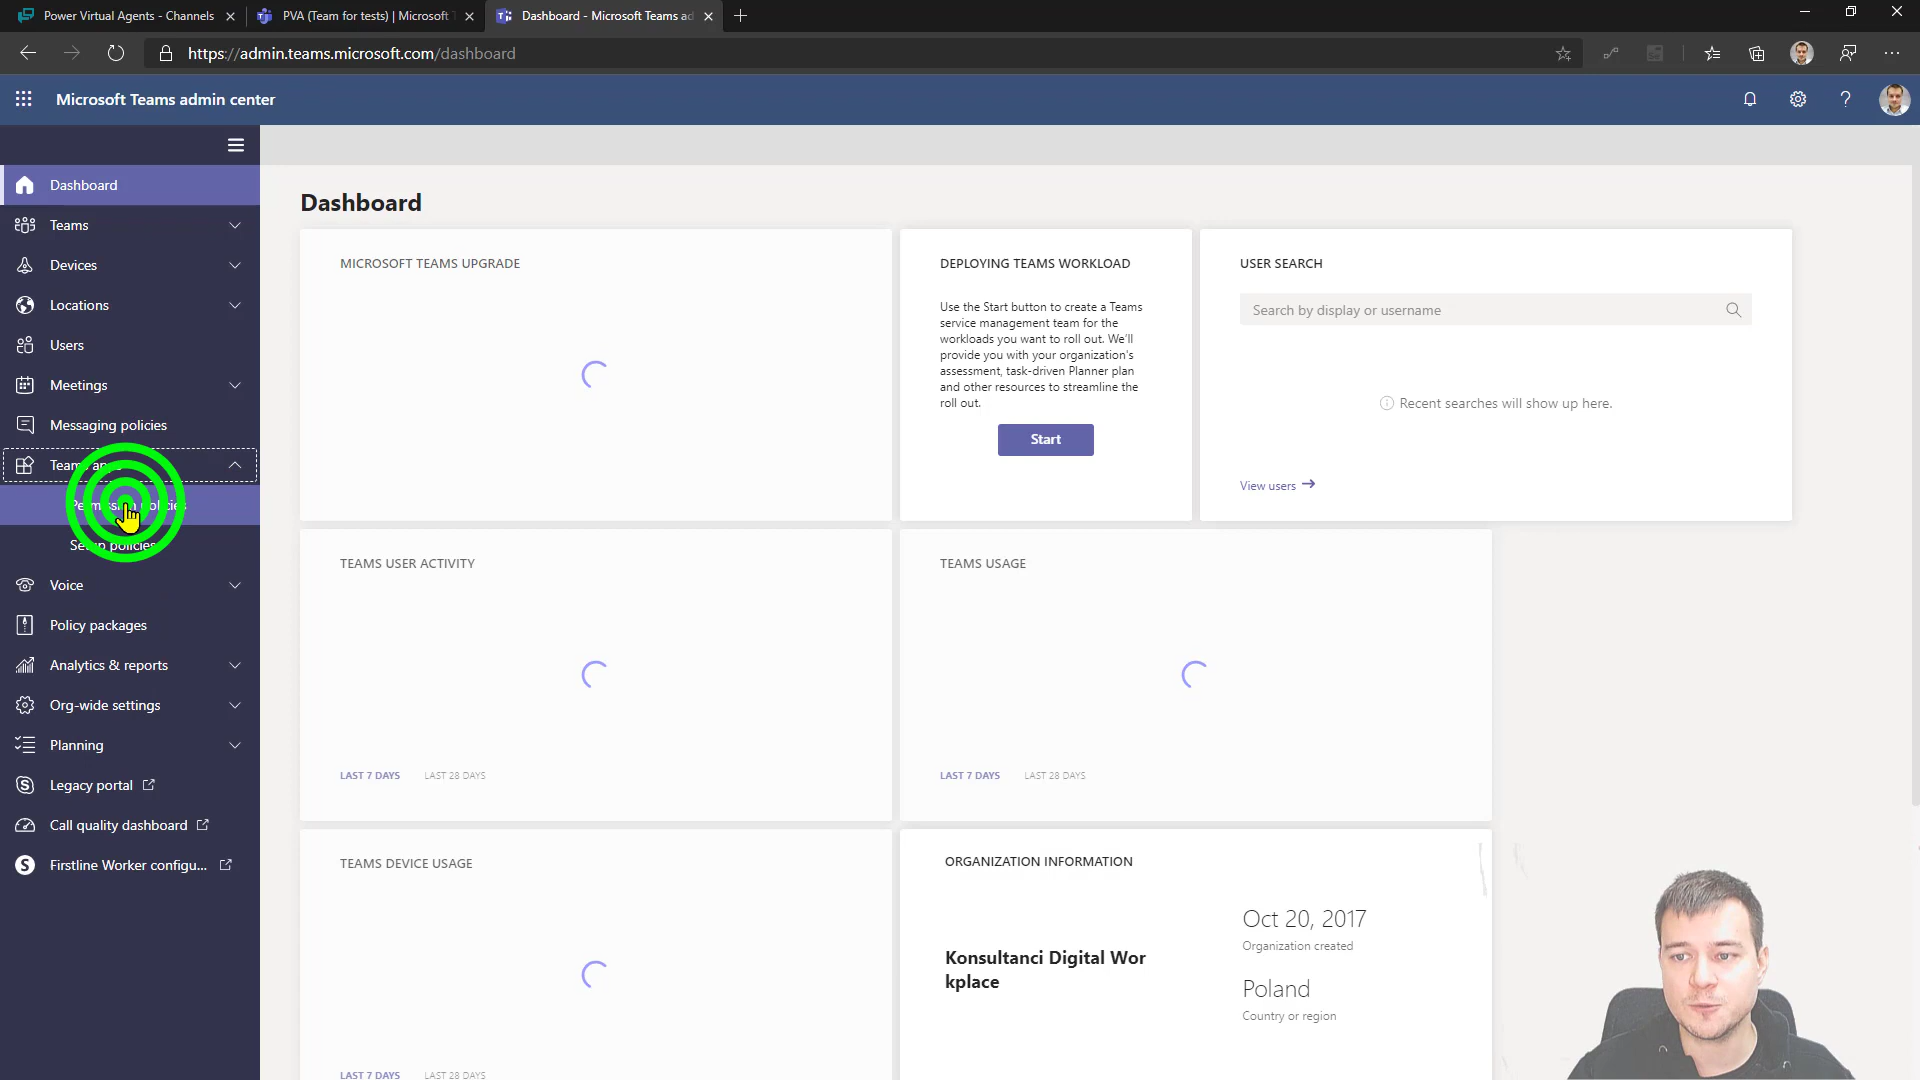 Power Virtual Agents - Channels
PVA (Team for tests) | Microsoft T
Dashboard - Microsoft Teams ad
https://admin.teams.microsoft.com/dashboard
Microsoft Teams admin center
Dashboard
Teams
Devices
Locations
Users
Meetings
Messaging policies
Teams apps
Permission policies
Setup policies
Voice
Policy packages
Analytics & reports
Org-wide settings
Planning
Legacy portal
Call quality dashboard
Firstline Worker configu...
Dashboard
MICROSOFT TEAMS UPGRADE
DEPLOYING TEAMS WORKLOAD
Use the Start button to create a Teams
service management team for the
workloads you want to roll out. We'll
provide you with your organization's
assessment, task-driven Planner plan
and other resources to streamline the
roll out.
Start
USER SEARCH
Search by display or username
Recent searches will show up here.
View users
TEAMS USER ACTIVITY
LAST 7 DAYS LAST 28 DAYS
TEAMS USAGE
LAST 7 DAYS LAST 28 DAYS
TEAMS DEVICE USAGE
LAST 7 DAYS LAST 28 DAYS
ORGANIZATION INFORMATION
Konsultanci Digital Wor
kplace
Oct 20, 2017
Organization created
Poland
Country or region